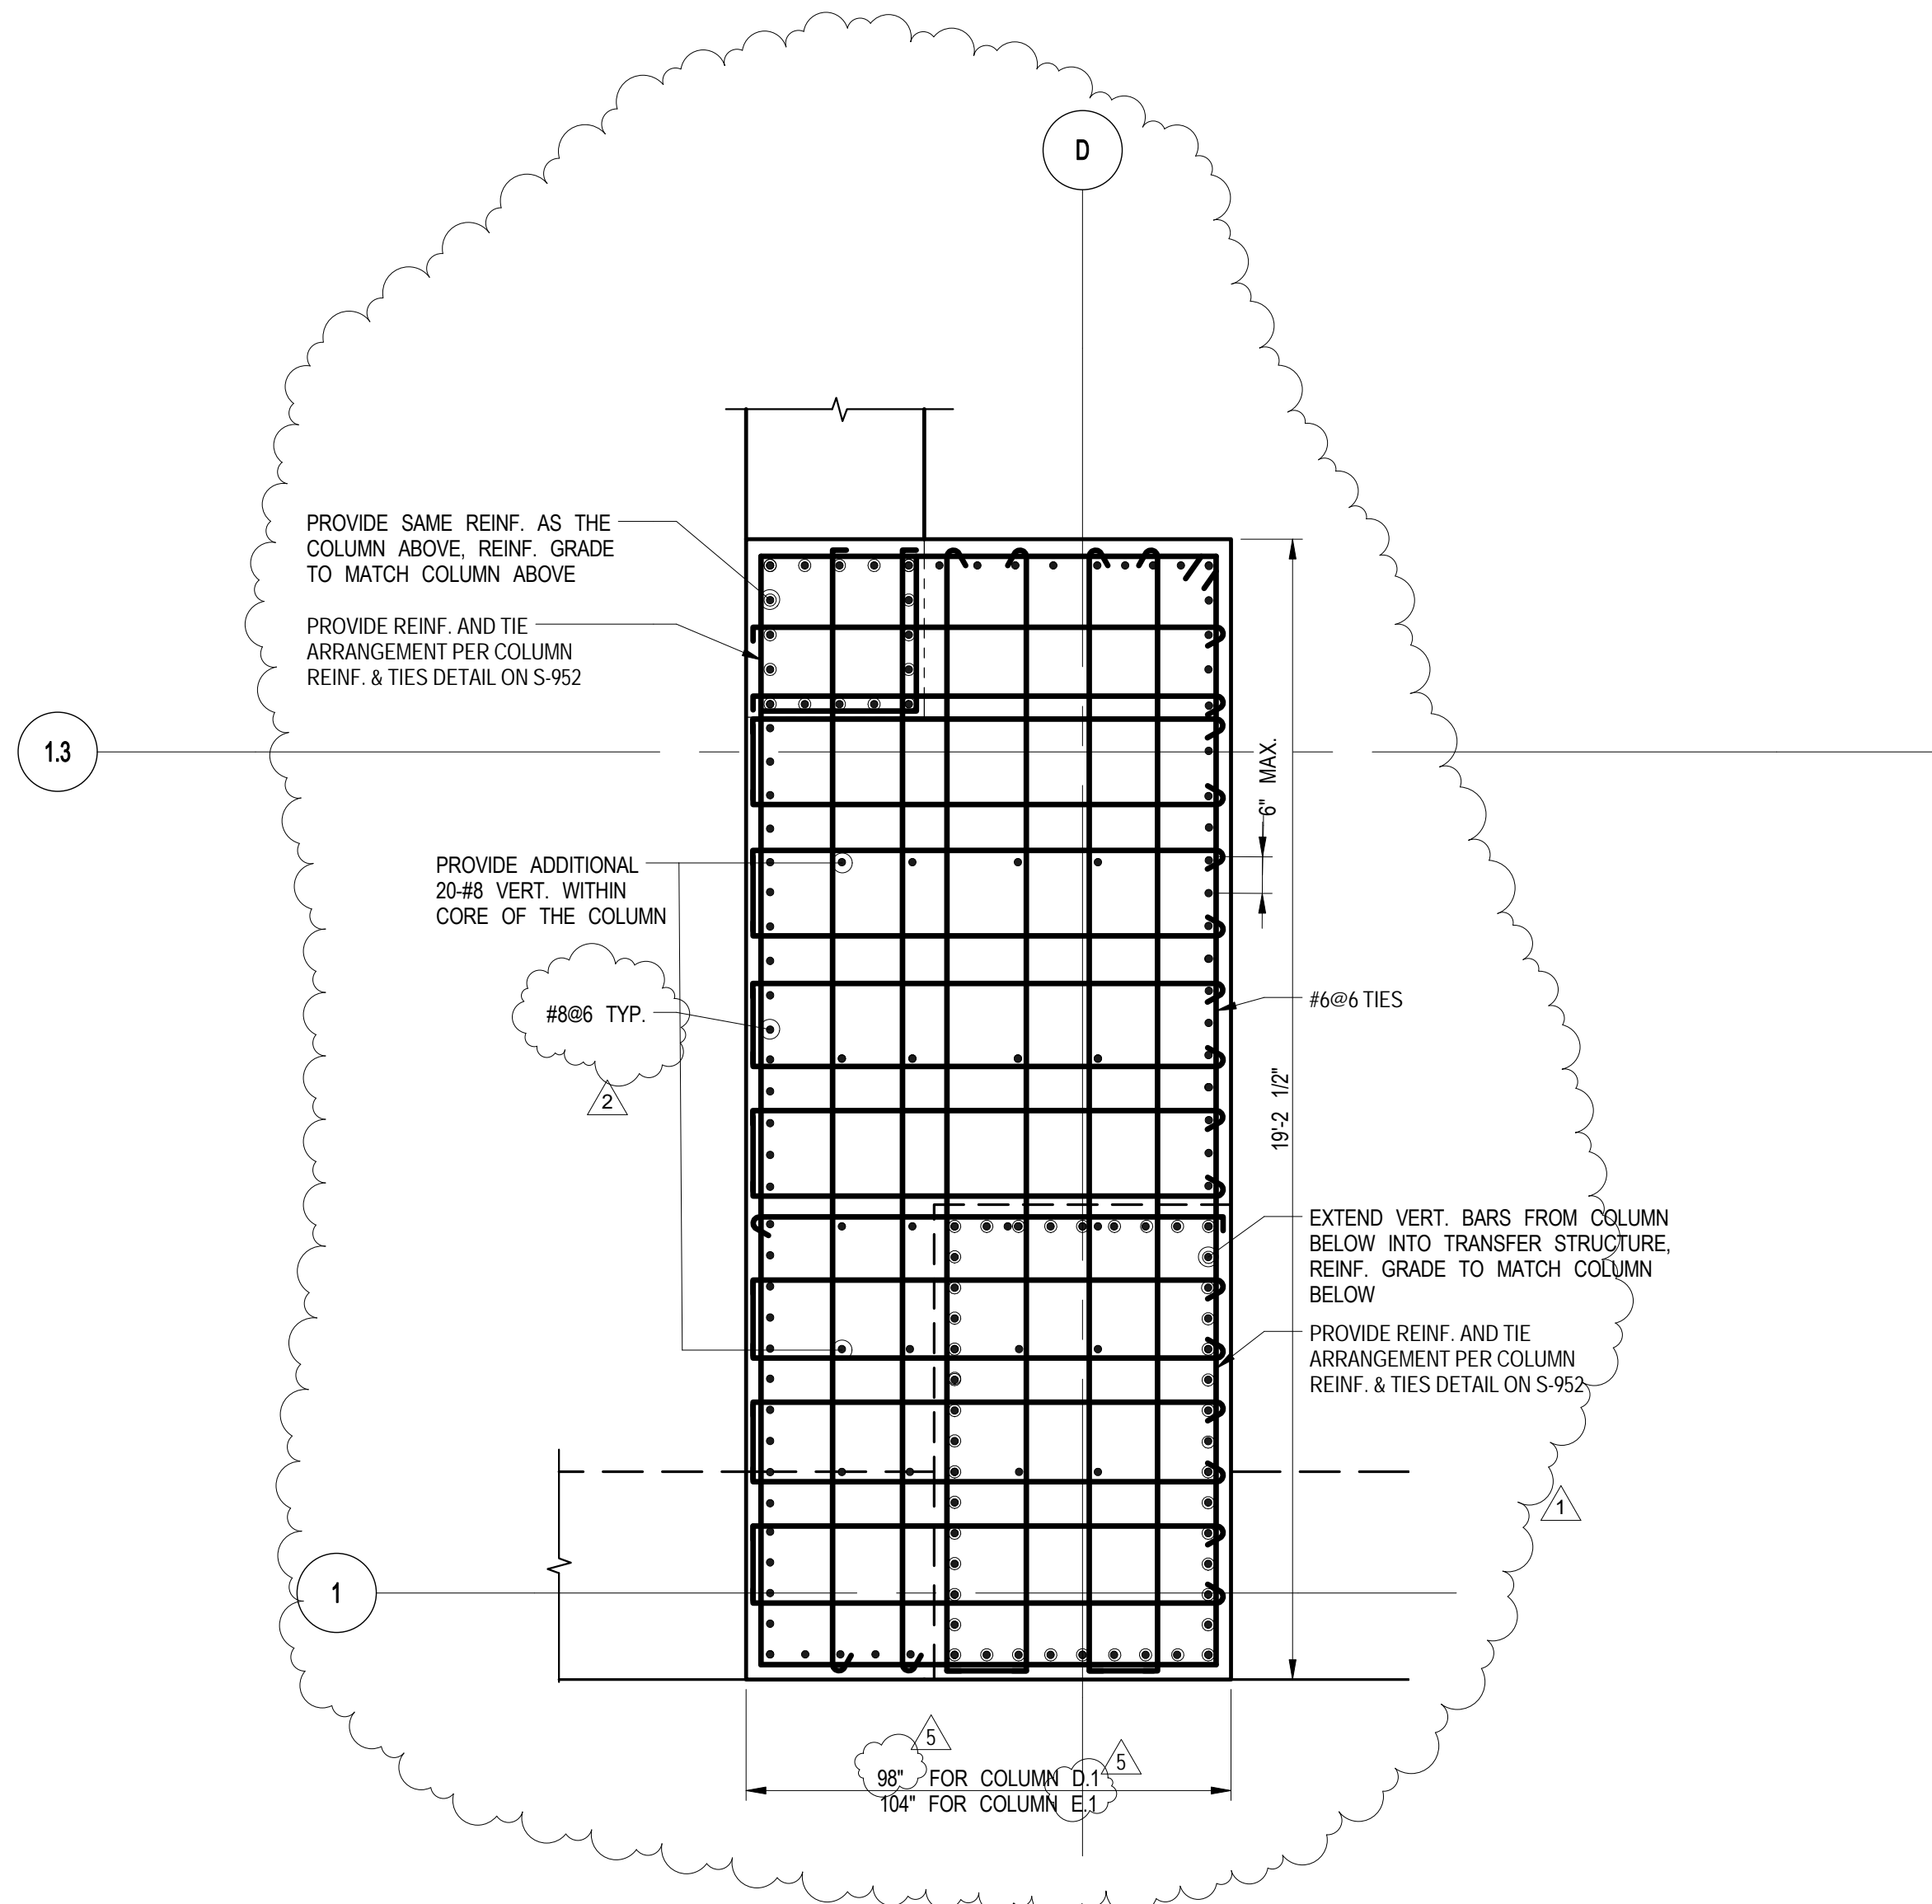 D
PROVIDE SAME REINF. AS THE
COLUMN ABOVE, REINF. GRADE
TO MATCH COLUMN ABOVE
PROVIDE REINF. AND TIE
ARRANGEMENT PER COLUMN
REINF. & TIES DETAIL ON S-952
1.3
6" MAX.
PROVIDE ADDITIONAL
20-#8 VERT. WITHIN
CORE OF THE COLUMN
#8@6 TYP.
2
#6@6 TIES
19'-2 1/2"
EXTEND VERT. BARS FROM COLUMN
BELOW INTO TRANSFER STRUCTURE,
REINF. GRADE TO MATCH COLUMN
BELOW
PROVIDE REINF. AND TIE
ARRANGEMENT PER COLUMN
REINF. & TIES DETAIL ON S-952
1
1
5
5
98" FOR COLUMN D.1
104" FOR COLUMN E.1